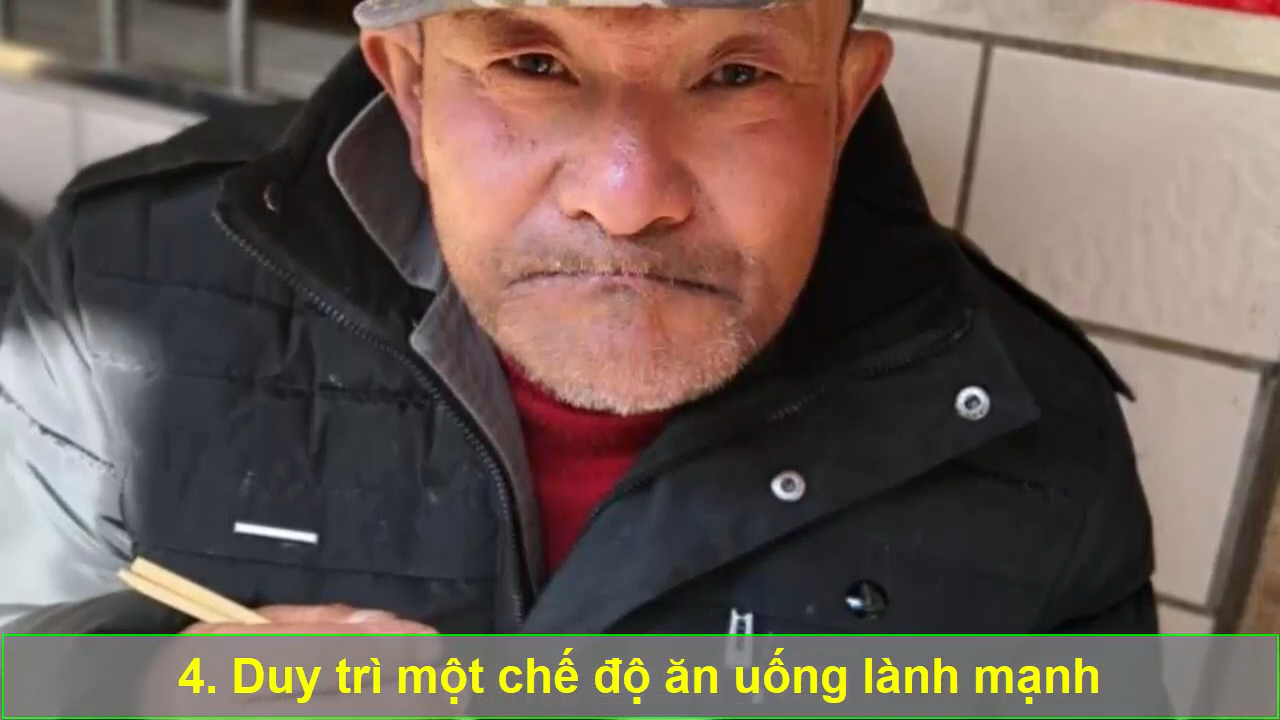 4. Duy trì một chế độ ăn uống lành mạnh